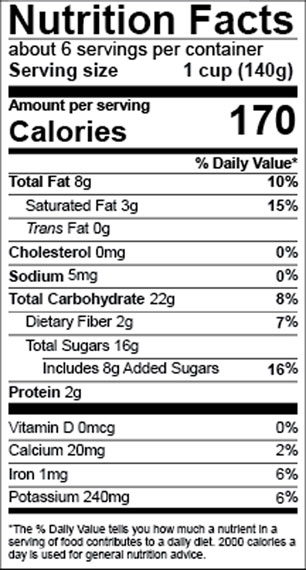 Nutrition Facts
about 6 servings per container
Serving size 1 cup (140g)
Amount per serving
Calories 170
% Daily Value*
Total Fat 8g 10%
Saturated Fat 3g 15%
Trans Fat 0g
Cholesterol 0mg 0%
Sodium 5mg 0%
Total Carbohydrate 22g 8%
Dietary Fiber 2g 7%
Total Sugars 16g
Includes 8g Added Sugars 16%
Protein 2g
Vitamin D 0mcg 0%
Calcium 20mg 2%
Iron 1mg 6%
Potassium 240mg 6%
*The % Daily Value tells you how much a nutrient in a
serving of food contributes to a daily diet. 2000 calories
a day is used for general nutrition advice.